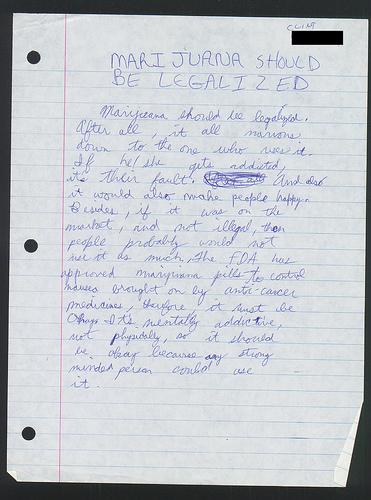 CLINT
MARIJUANA SHOULD
BE LEGALIZED
Marijuana should be legalized.
After all, it all narrows
down to the one who uses it.
If he/she gets addicted,
it's their fault. And also
it would also make people happy.
Besides, if it was on the
market, and not illegal, then
people probably would not
use it as much. The FDA has
approved marijuana pills to control
nausea brought on by anti-cancer
medicines, therefore it must be
Okay. It's mentally addictive,
not physically, so it should
be okay because any strong
minded person could use
it.